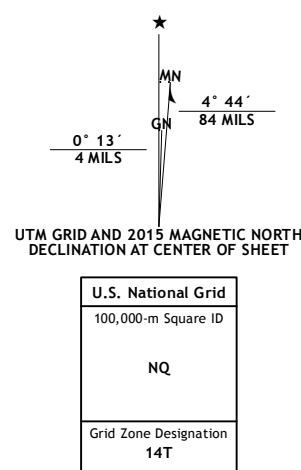 ★
MN
4° 44´
84 MILS
GN
0° 13´
4 MILS
UTM GRID AND 2015 MAGNETIC NORTH
DECLINATION AT CENTER OF SHEET
U.S. National Grid
100,000-m Square ID
NQ
Grid Zone Designation
14T